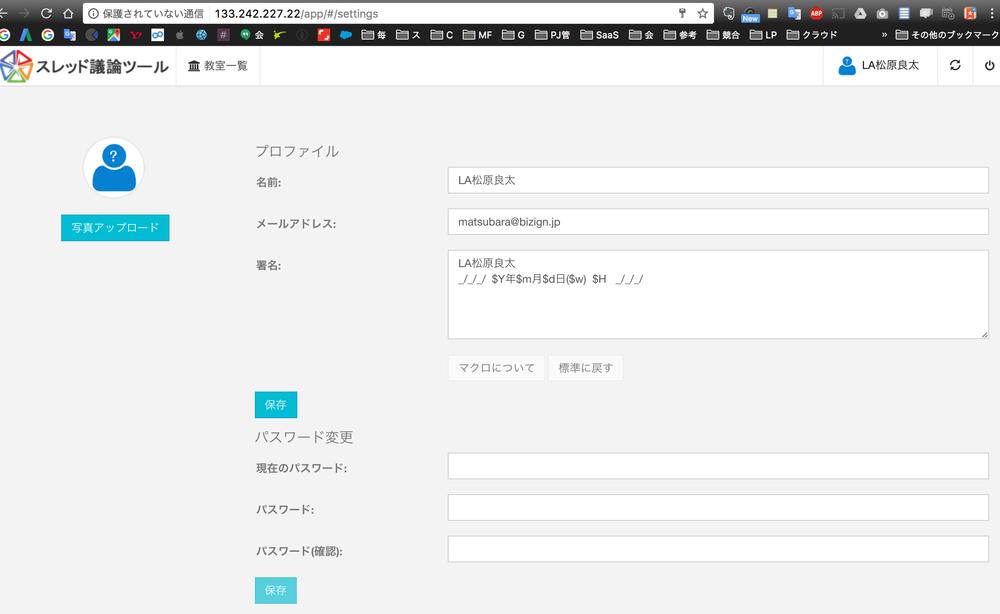 保護されていない通信 133.242.227.22/app/#/settings
New
ABP
会
毎
ス
C
MF
G
PJ管
SaaS
会
参考
競合
LP
クラウド
»
その他のブックマーク
スレッド議論ツール
教室一覧
LA松原良太
?
写真アップロード
プロファイル
名前:
LA松原良太
メールアドレス:
matsubara@bizign.jp
署名:
LA松原良太
_/_/_/ $Y年$m月$d日($w) $H _/_/_/
マクロについて
標準に戻す
保存
パスワード変更
現在のパスワード:
パスワード:
パスワード(確認):
保存